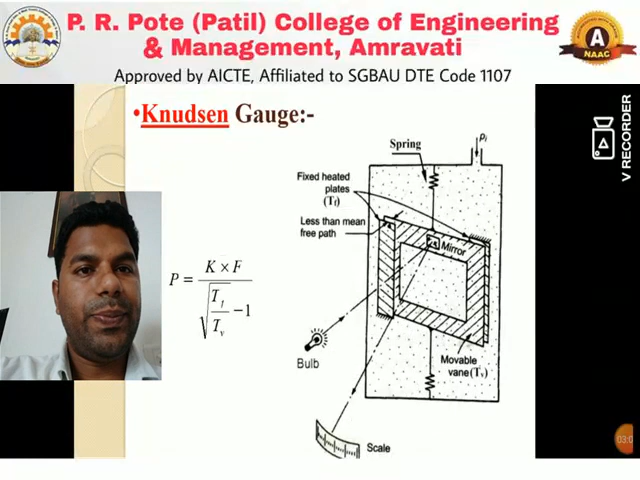 P. R. Pote (Patil) College of Engineering
& Management, Amravati
Approved by AICTE, Affiliated to SGBAU DTE Code 1107
A
NAAC
V RECORDER
•Knudsen Gauge:-
Spring
Pi
Fixed heated
plates
(Tf)
Less than mean
free path
Mirror
P = K × F / √(Tf / Tv) − 1
Bulb
Movable
vane (Tv)
Scale